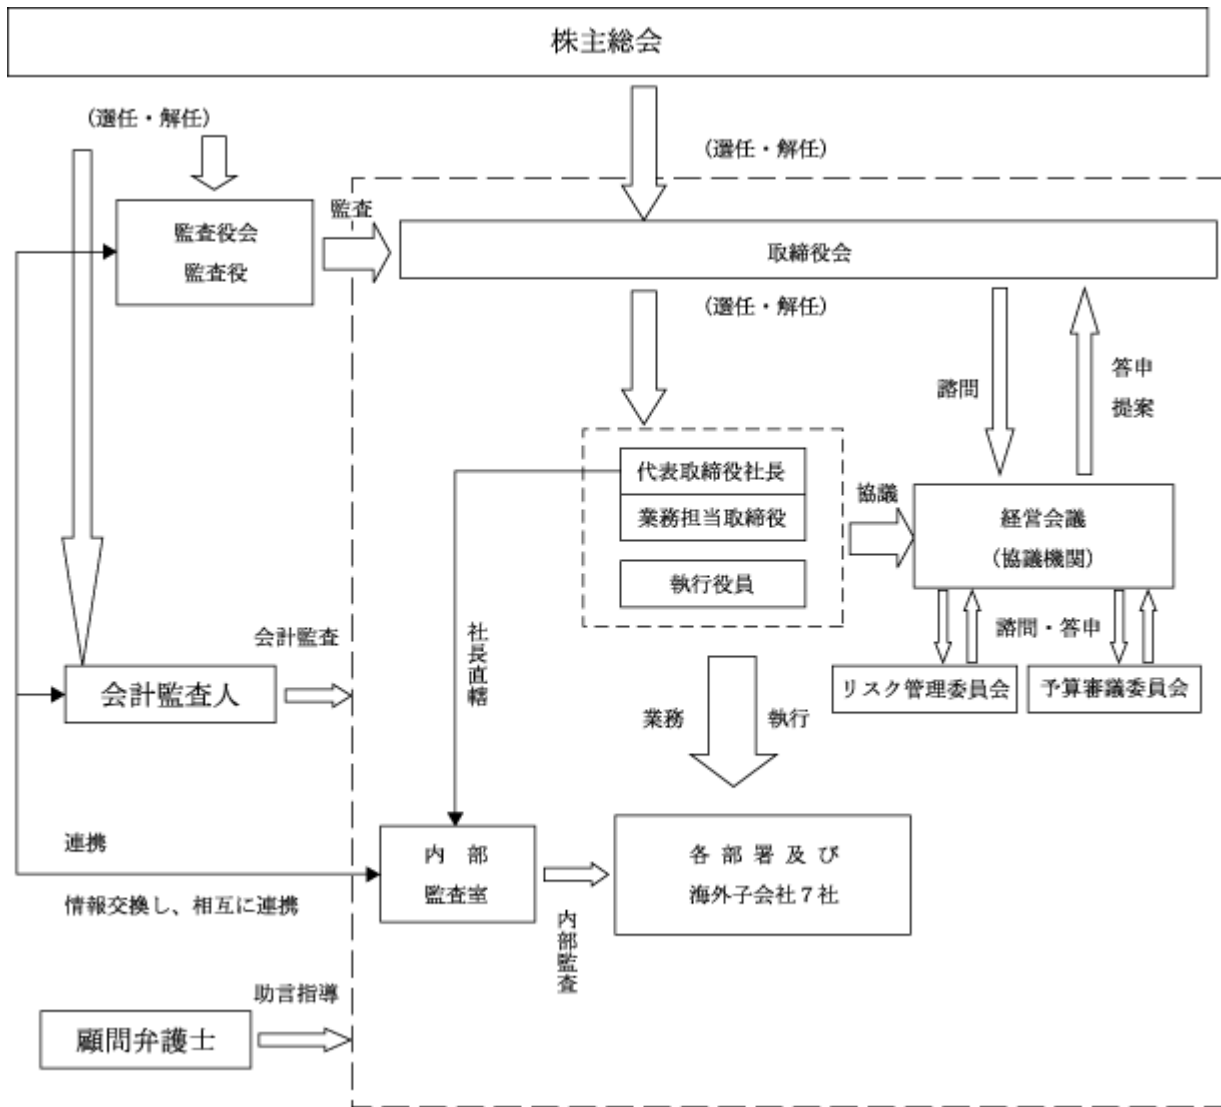 株主総会
(選任・解任)
(選任・解任)
監査
監査役会
監査役
取締役会
(選任・解任)
諮問
答申
提案
代表取締役社長
業務担当取締役
執行役員
協議
経営会議
(協議機関)
諮問・答申
リスク管理委員会
予算審議委員会
会計監査
会計監査人
社長直轄
業務
執行
連携
情報交換し、相互に連携
内 部
監査室
内部監査
各 部 署 及 び
海外子会社7社
助言指導
顧問弁護士